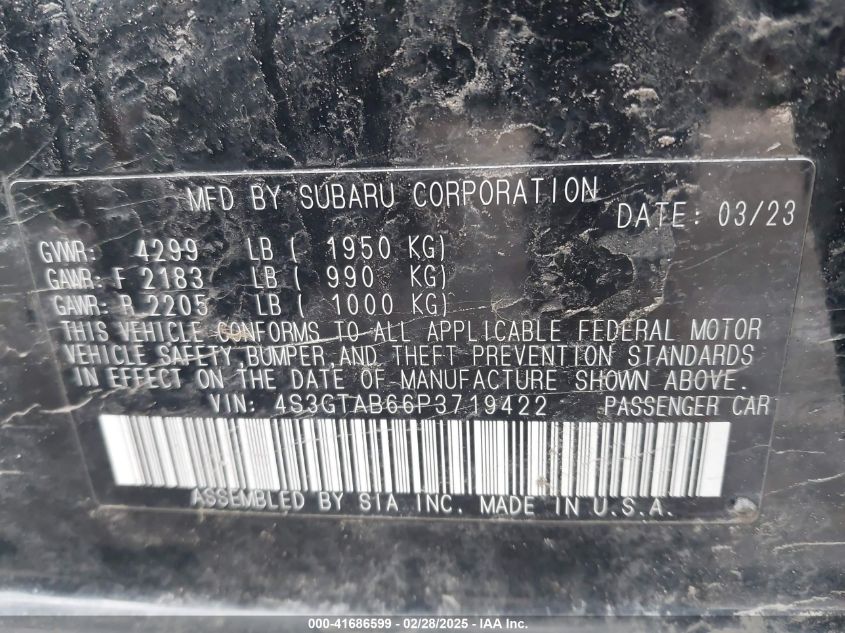 MFD BY SUBARU CORPORATION
DATE: 03/23
GVWR: 4299 LB ( 1950 KG)
GAWR: F 2183 LB ( 990 KG)
GAWR: R 2205 LB ( 1000 KG)
THIS VEHICLE CONFORMS TO ALL APPLICABLE FEDERAL MOTOR
VEHICLE SAFETY, BUMPER, AND THEFT PREVENTION STANDARDS
IN EFFECT ON THE DATE OF MANUFACTURE SHOWN ABOVE.
VIN: 4S3GTAB66P3719422 PASSENGER CAR
ASSEMBLED BY SIA INC. MADE IN U.S.A.
000-41686599 - 02/28/2025 - IAA Inc.